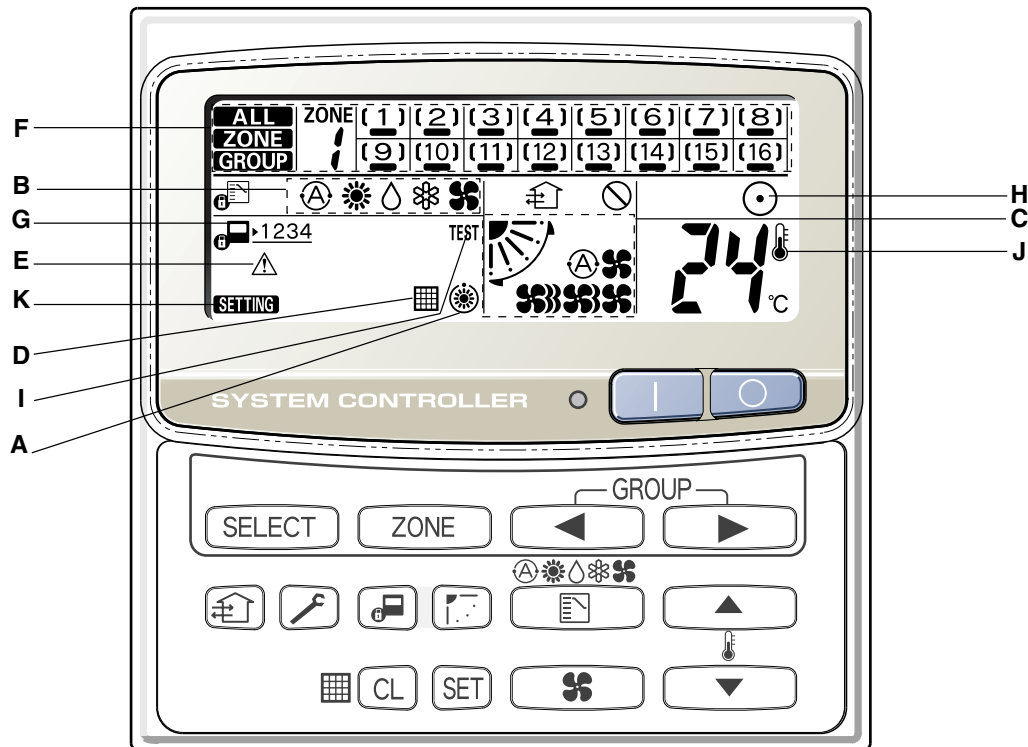 F
B
G
E
K
D
I
A
H
C
J
ALL ZONE (1) (2) (3) (4) (5) (6) (7) (8)
ZONE 1
GROUP (9) (10) (11) (12) (13) (14) (15) (16)
A
1234 TEST
A 24 °C
SETTING
SYSTEM CONTROLLER
GROUP
SELECT ZONE
A
CL SET